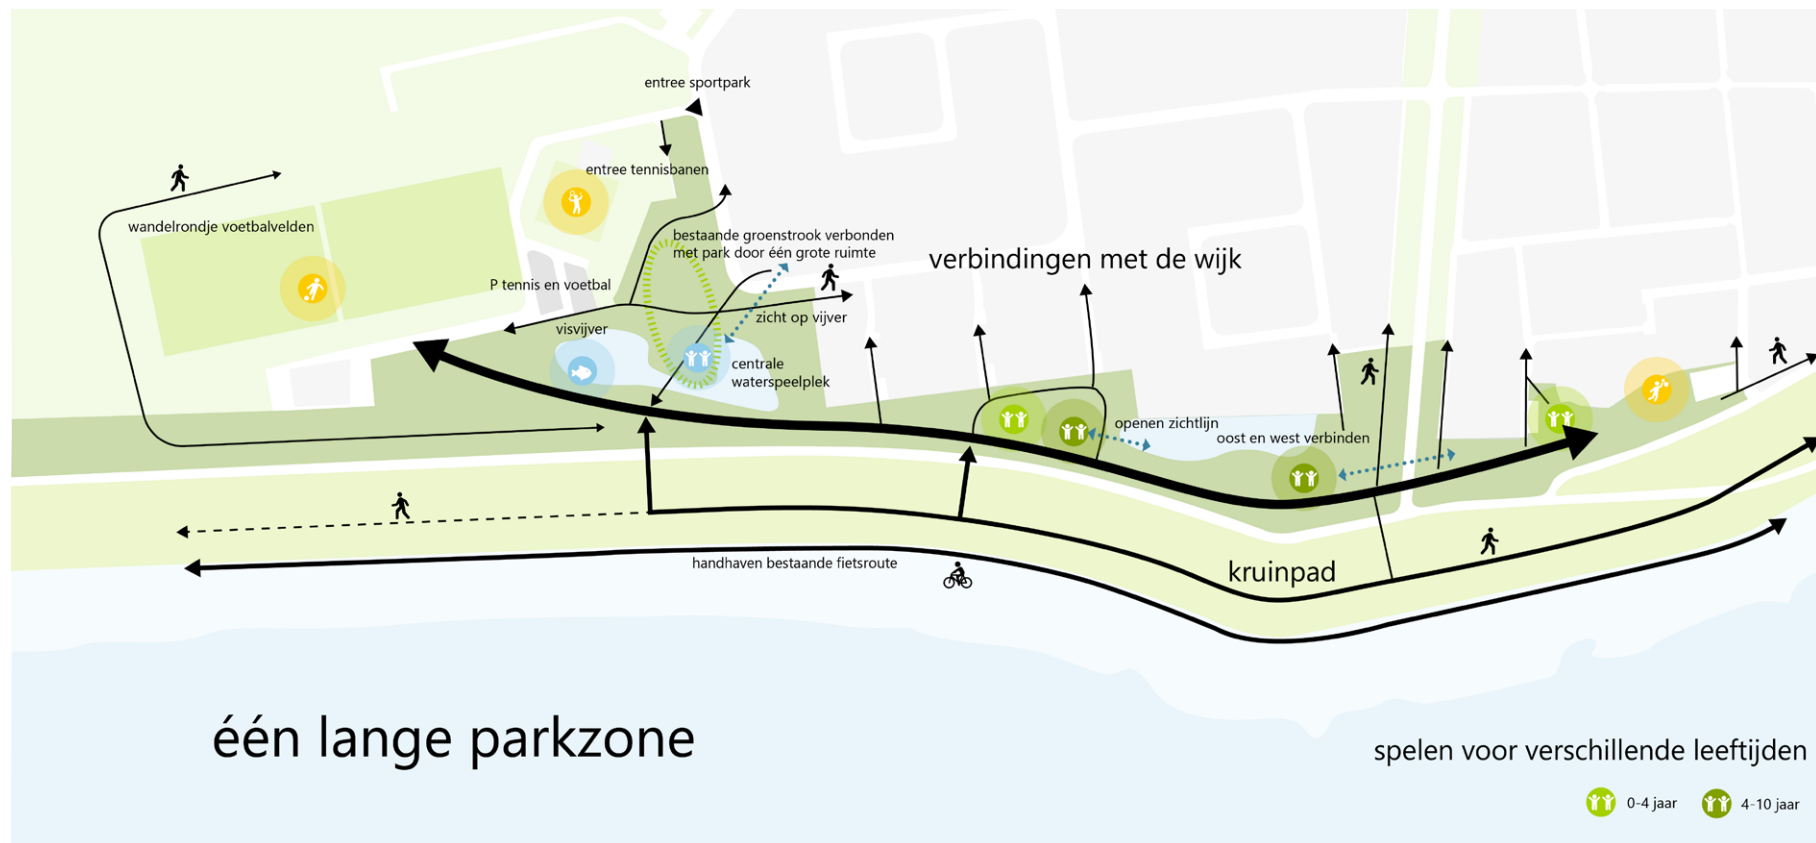 entree sportpark
entree tennisbanen
wandelrondje voetbalvelden
bestaande groenstrook verbonden
met park door één grote ruimte
verbindingen met de wijk
P tennis en voetbal
zicht op vijver
visvijver
centrale
waterspeelplek
openen zichtlijn
oost en west verbinden
handhaven bestaande fietsroute
kruinpad
één lange parkzone
spelen voor verschillende leeftijden
0-4 jaar
4-10 jaar